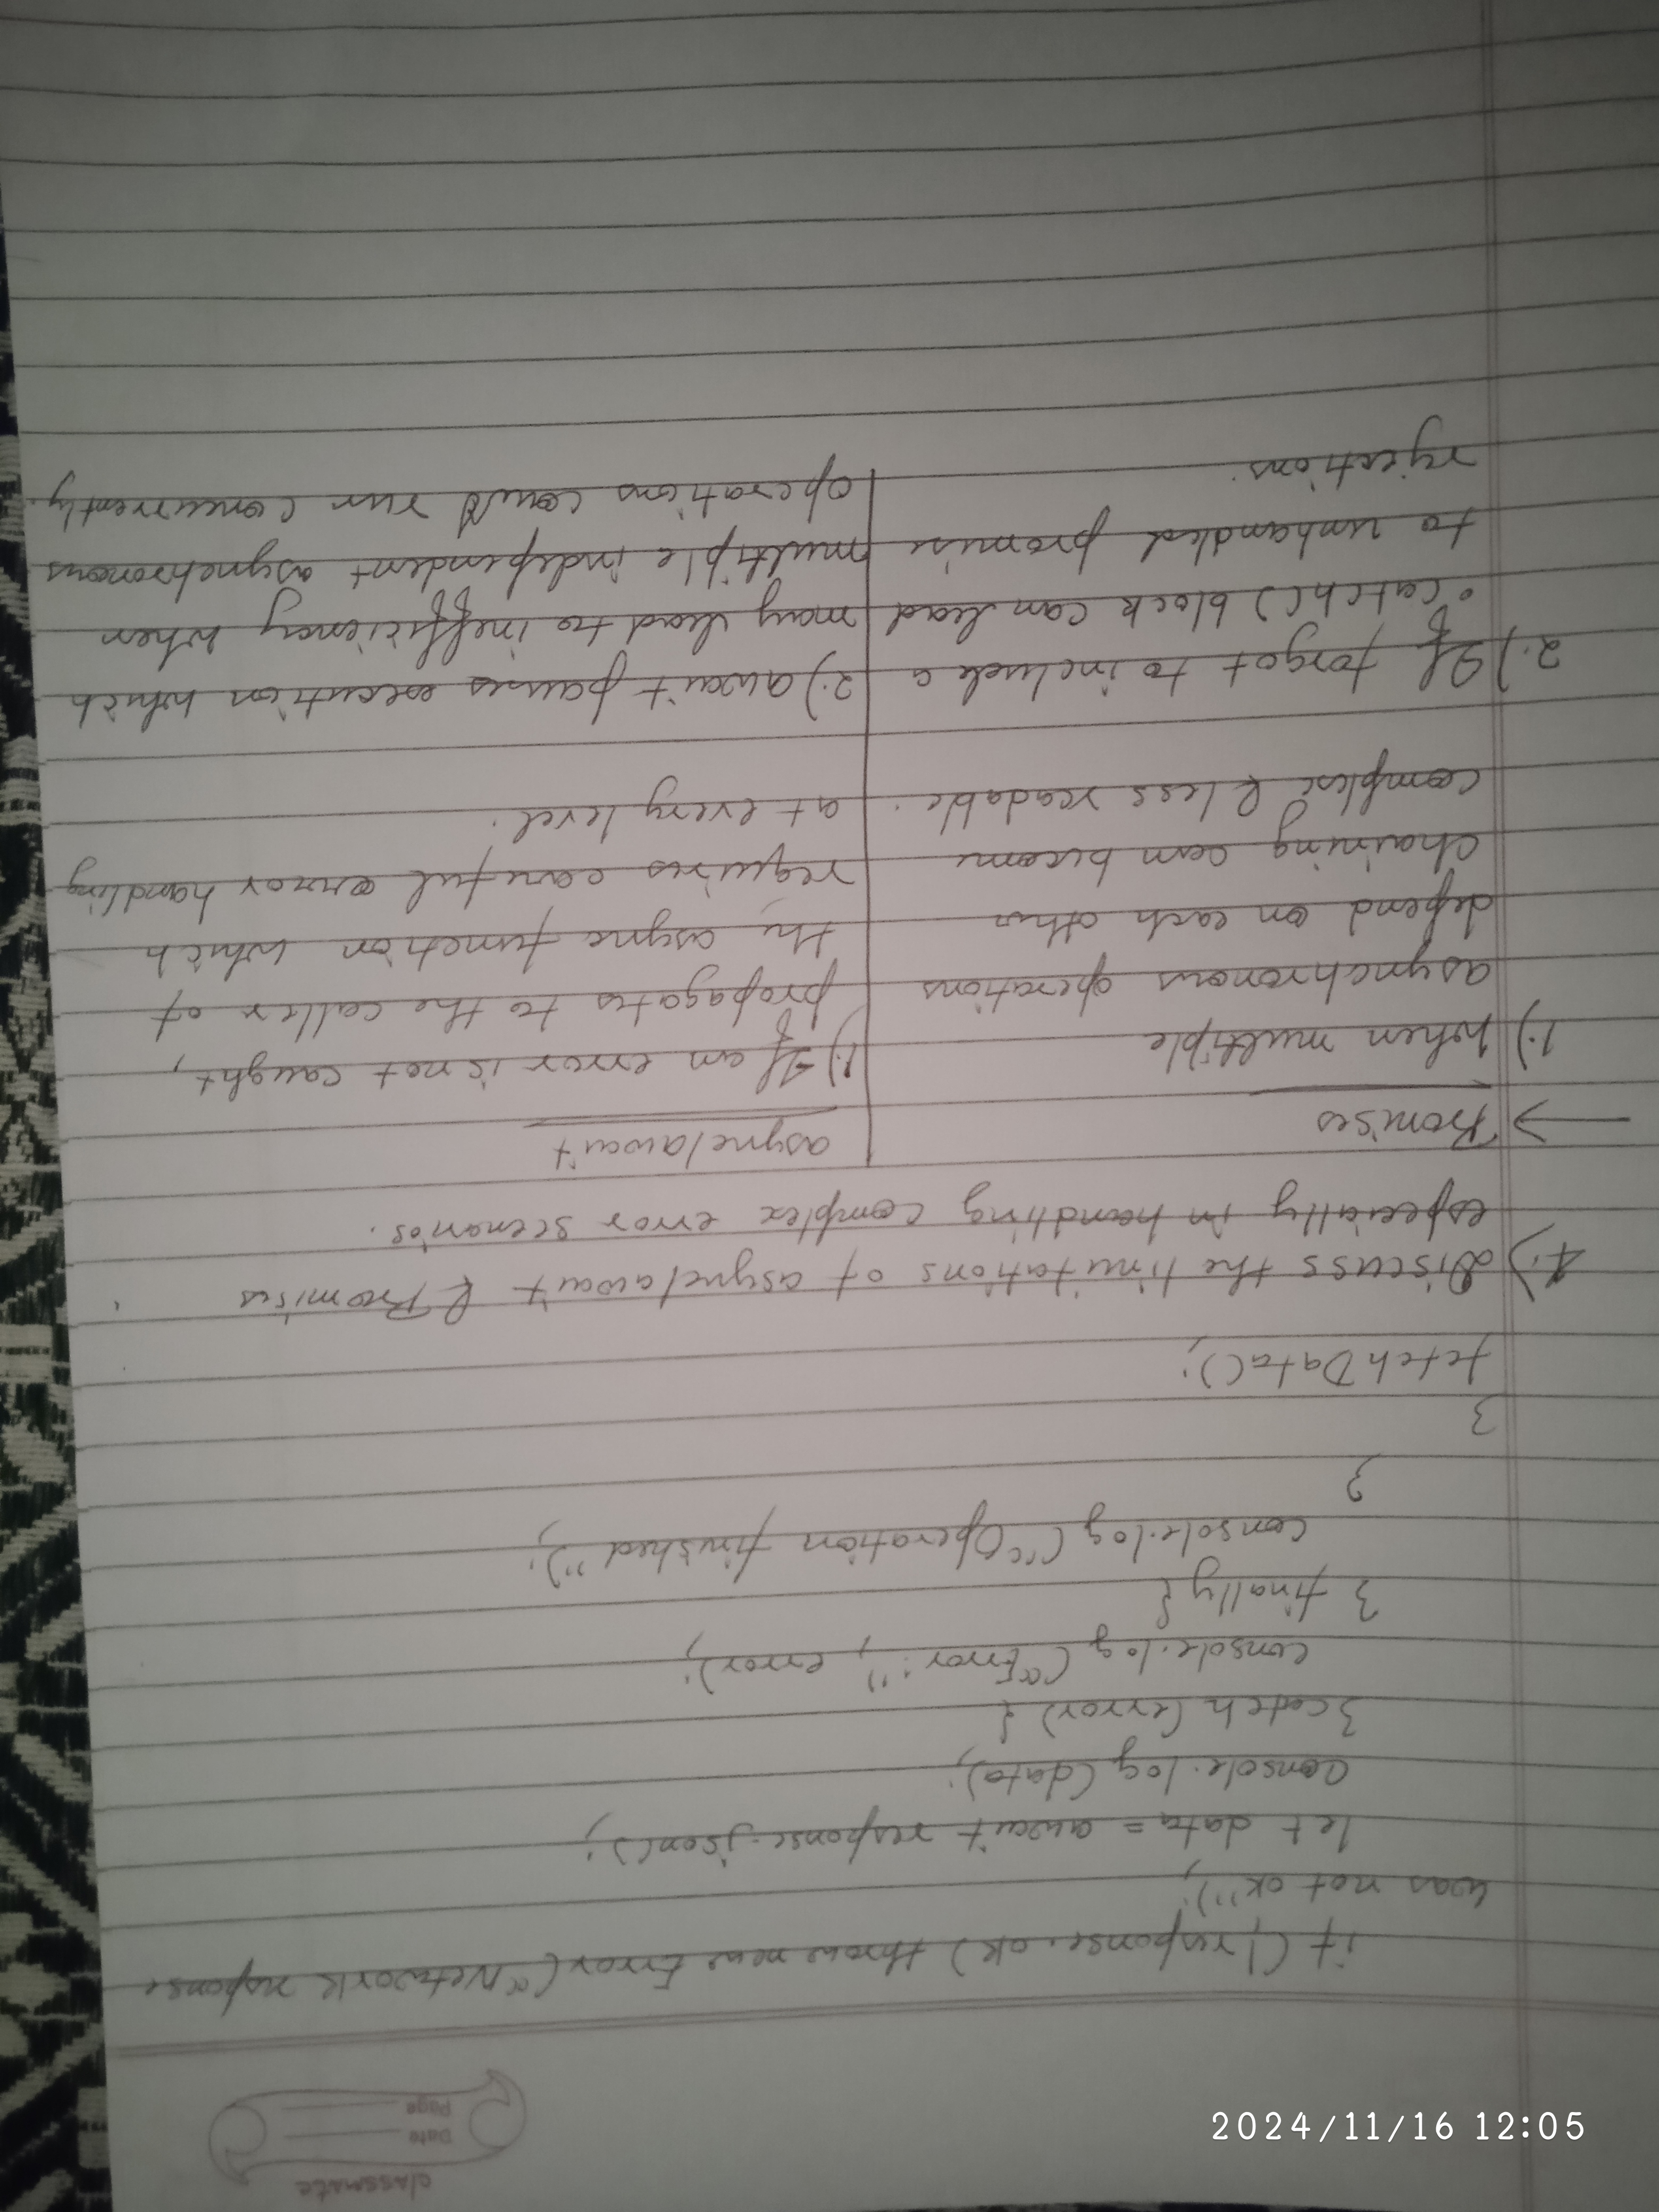 classmate
Date
Page
if (!response.ok) throw new Error("Network response
was not ok");
let data = await response.json();
console.log(data);
}catch (error) {
console.log("Error:", error);
} finally {
console.log("Operation finished");
}
}
fetchData();
4.) Discuss the limitations of async/await & Promises
especially in handling complex error scenarios.
→ Promises
1.) When multiple
asynchronous operations
depend on each other
chaining can become
complex & less readable.
2.) If forgot to include a
.catch() block can lead
to unhandled promise
rejections.
async/await
1.) If an error is not caught,
propagates to the caller of
the async function which
requires careful error handling
at every level.
2.) await pauses execution which
may lead to inefficiency when
multiple independent asynchronous
operations could run concurrently.
2024/11/16 12:05